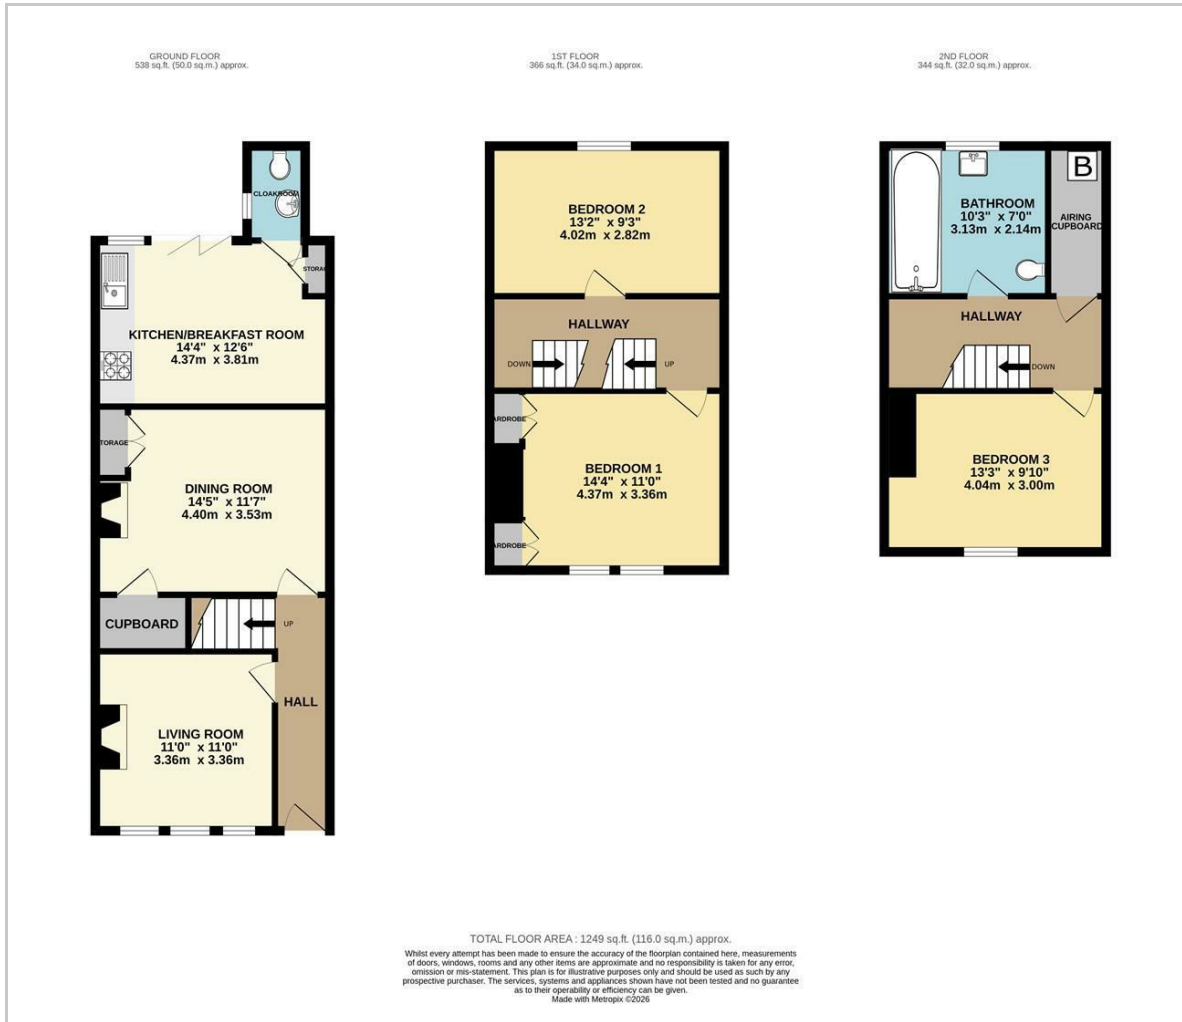 GROUND FLOOR
538 sq.ft. (50.0 sq.m.) approx.
CLOAKROOM
STORAG
KITCHEN/BREAKFAST ROOM
14'4" x 12'6"
4.37m x 3.81m
TORAGE
DINING ROOM
14'5" x 11'7"
4.40m x 3.53m
CUPBOARD
UP
HALL
LIVING ROOM
11'0" x 11'0"
3.36m x 3.36m
1ST FLOOR
366 sq.ft. (34.0 sq.m.) approx.
BEDROOM 2
13'2" x 9'3"
4.02m x 2.82m
HALLWAY
DOWN
UP
ARDROBE
BEDROOM 1
14'4" x 11'0"
4.37m x 3.36m
ARDROBE
2ND FLOOR
344 sq.ft. (32.0 sq.m.) approx.
B
BATHROOM
10'3" x 7'0"
3.13m x 2.14m
AIRING
CUPBOARD
HALLWAY
DOWN
BEDROOM 3
13'3" x 9'10"
4.04m x 3.00m
TOTAL FLOOR AREA : 1249 sq.ft. (116.0 sq.m.) approx.
Whilst every attempt has been made to ensure the accuracy of the floorplan contained here, measurements
of doors, windows, rooms and any other items are approximate and no responsibility is taken for any error,
omission or mis-statement. This plan is for illustrative purposes only and should be used as such by any
prospective purchaser. The services, systems and appliances shown have not been tested and no guarantee
as to their operability or efficiency can be given.
Made with Metropix ©2026